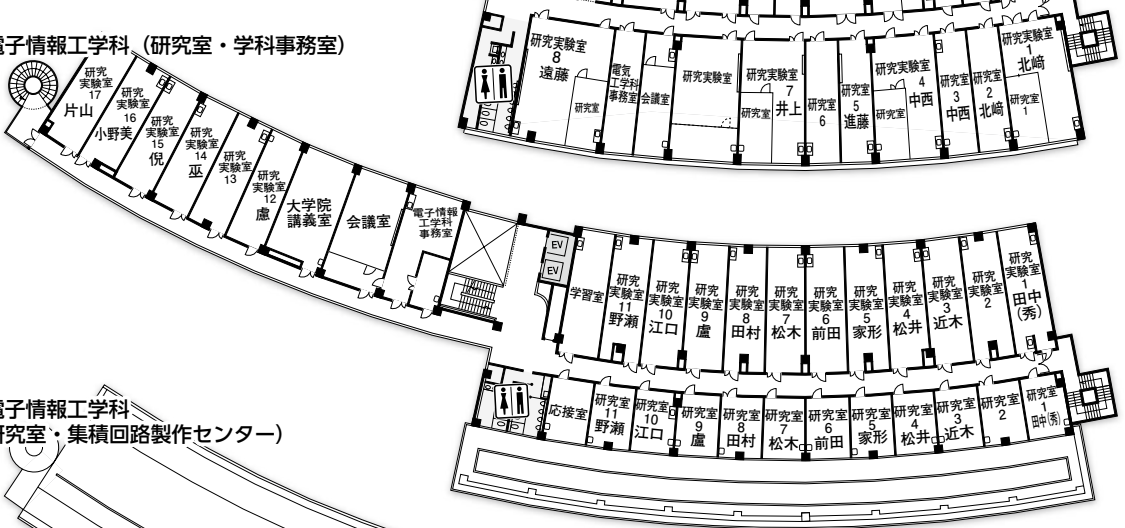 電子情報工学科（研究室・学科事務室）
研究実験室
8
遠藤
研究室
電気
工学科
事務室
会議室
研究実験室
研究実験室
7
井上
研究室
研究室
6
研究室
5
進藤
研究実験室
4
中西
研究室
研究実験室
3
中西
研究実験室
2
北﨑
研究実験室
1
北﨑
研究室
1
研究
実験室
17
片山
研究
実験室
16
小野美
研究
実験室
15
倪
研究
実験室
14
巫
研究
実験室
13
研究
実験室
12
盧
大学院
講義室
会議室
電子情報
工学科
事務室
EV
EV
学習室
研究
実験室
11
野瀬
研究
実験室
10
江口
研究
実験室
9
盧
研究
実験室
8
田村
研究
実験室
7
松木
研究
実験室
6
前田
研究
実験室
5
家形
研究
実験室
4
松井
研究
実験室
3
近木
研究
実験室
2
研究
実験室
1
田中
（秀）
応接室
研究室
11
野瀬
研究室
10
江口
研究室
9
盧
研究室
8
田村
研究室
7
松木
研究室
6
前田
研究室
5
家形
研究室
4
松井
研究室
3
近木
研究室
2
研究室
1
田中（秀）
電子情報工学科
研究室・集積回路製作センター）